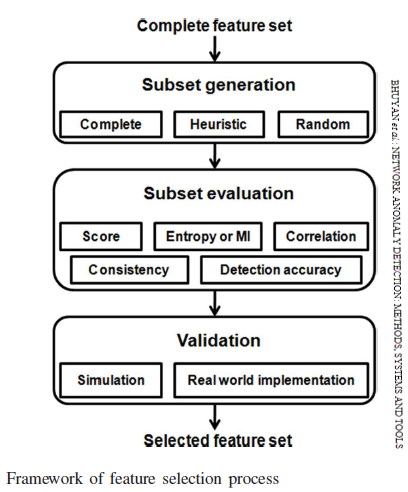 Complete feature set
Subset generation
Complete Heuristic Random
Subset evaluation
Score Entropy or MI Correlation
Consistency Detection accuracy
Validation
Simulation Real world implementation
Selected feature set
BHUYAN et al.: NETWORK ANOMALY DETECTION: METHODS, SYSTEMS AND TOOLS
Framework of feature selection process